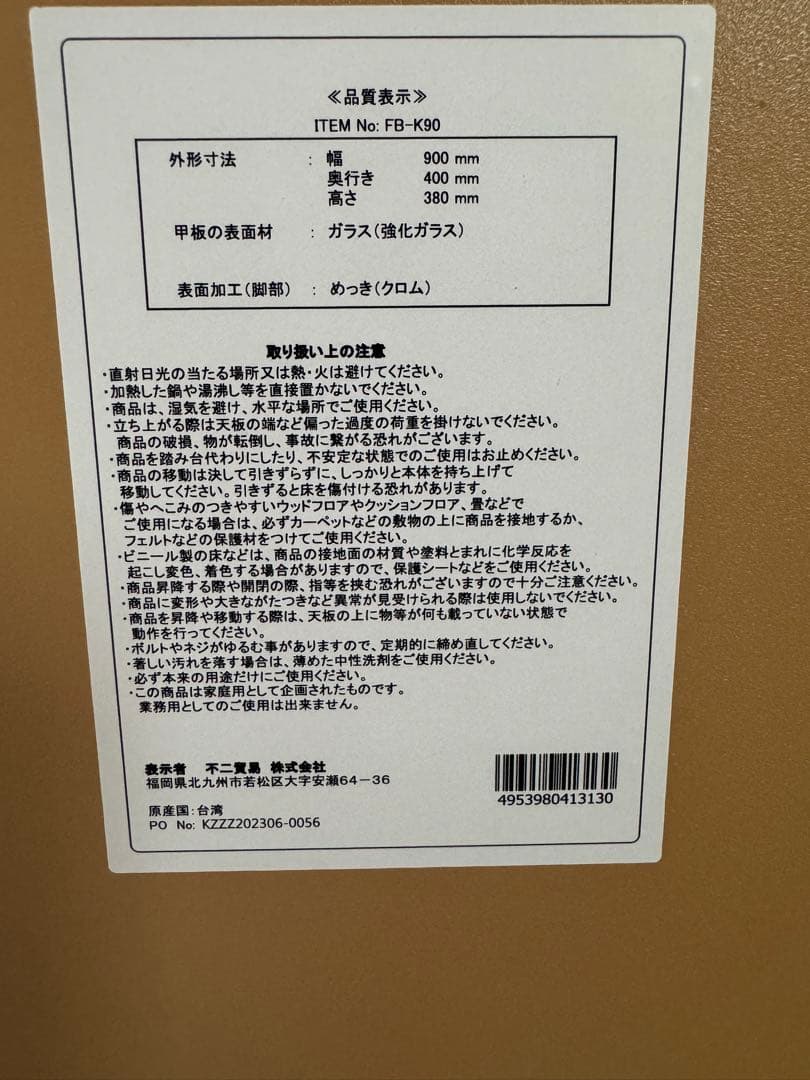 ≪品質表示≫
ITEM No: FB-K90
外形寸法 : 幅 900 mm
奥行き 400 mm
高さ 380 mm
甲板の表面材 : ガラス(強化ガラス)
表面加工(脚部) : めっき(クロム)
取り扱い上の注意
・直射日光の当たる場所又は熱・火は避けてください。
・加熱した鍋や湯沸し等を直接置かないでください。
・商品は、湿気を避け、水平な場所でご使用ください。
・立ち上がる際は天板の端など偏った過度の荷重を掛けないでください。
商品の破損、物が転倒し、事故に繋がる恐れがございます。
・商品を踏み台代わりにしたり、不安定な状態でのご使用はお止めください。
・商品の移動は決して引きずらずに、しっかりと本体を持ち上げて
移動してください。引きずると床を傷付ける恐れがあります。
・傷やへこみのつきやすいウッドフロアやクッションフロア、畳などで
ご使用になる場合は、必ずカーペットなどの敷物の上に商品を接地するか、
フェルトなどの保護材をつけてご使用ください。
・ビニール製の床などは、商品の接地面の材質や塗料とまれに化学反応を
起こし変色、着色する場合がありますので、保護シートなどをご使用ください。
・商品昇降する際や開閉の際、指等を挟む恐れがございますので十分ご注意ください。
・商品に変形や大きながたつきなど異常が見受けられる際は使用しないでください。
・商品を昇降や移動する際は、天板の上に物等が何も載っていない状態で
動作を行ってください。
・ボルトやネジがゆるむ事がありますので、定期的に締め直してください。
・著しい汚れを落す場合は、薄めた中性洗剤をご使用ください。
・必ず本来の用途だけにご使用ください。
・この商品は家庭用として企画されたものです。
業務用としてのご使用は出来ません。
表示者 不二貿易 株式会社
福岡県北九州市若松区大字安瀬64-36
原産国:台湾
PO No: KZZZ202306-0056
4953980413130